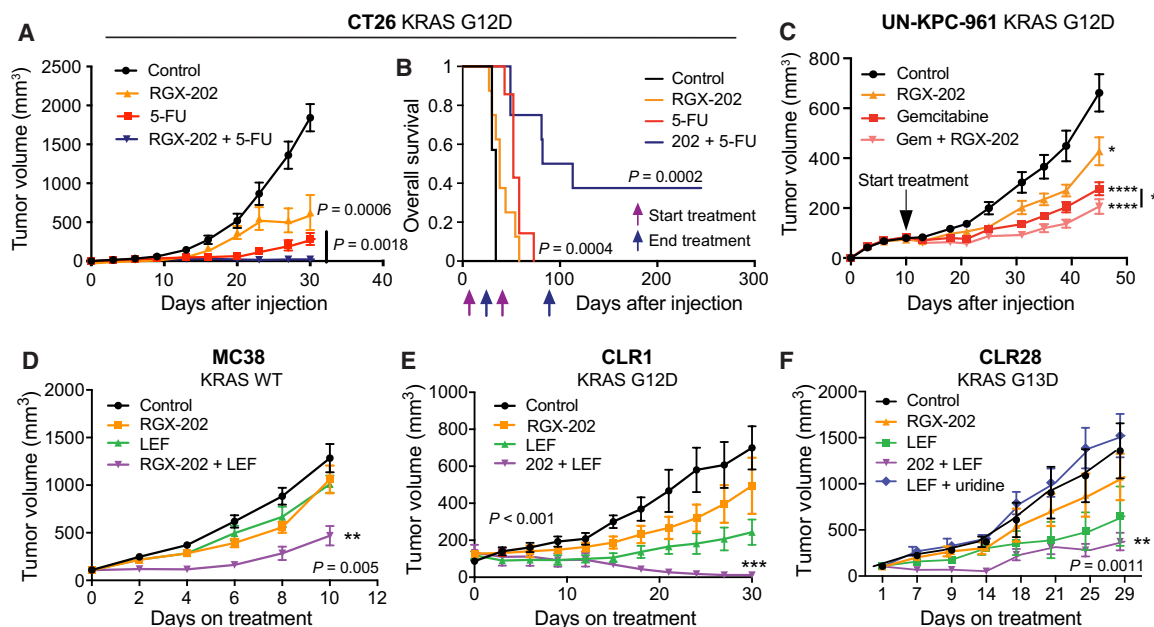 CT26 KRAS G12D
UN-KPC-961 KRAS G12D
A
Tumor volume (mm³)
2500
2000
1500
1000
500
0
Control
RGX-202
5-FU
RGX-202 + 5-FU
P = 0.0006
P = 0.0018
0 10 20 30 40
Days after injection
B
Overall survival
1
0.8
0.6
0.4
0.2
0
Control
RGX-202
5-FU
202 + 5-FU
P = 0.0002
Start treatment
End treatment
P = 0.0004
0 100 200 300
Days after injection
C
Tumor volume (mm³)
800
600
400
200
0
Control
RGX-202
Gemcitabine
Gem + RGX-202
Start treatment
*
****
****
*
0 10 20 30 40 50
Days after injection
D
MC38
KRAS WT
Tumor volume (mm³)
2000
1500
1000
500
0
Control
RGX-202
LEF
RGX-202 + LEF
**
P = 0.005
0 2 4 6 8 10 12
Days on treatment
E
CLR1
KRAS G12D
Tumor volume (mm³)
1000
800
600
400
200
0
Control
RGX-202
LEF
202 + LEF
P < 0.001
***
0 10 20 30
Days on treatment
F
CLR28
KRAS G13D
Tumor volume (mm³)
2000
1500
1000
500
0
Control
RGX-202
LEF
202 + LEF
LEF + uridine
**
P = 0.0011
1 7 9 14 18 21 25 29
Days on treatment